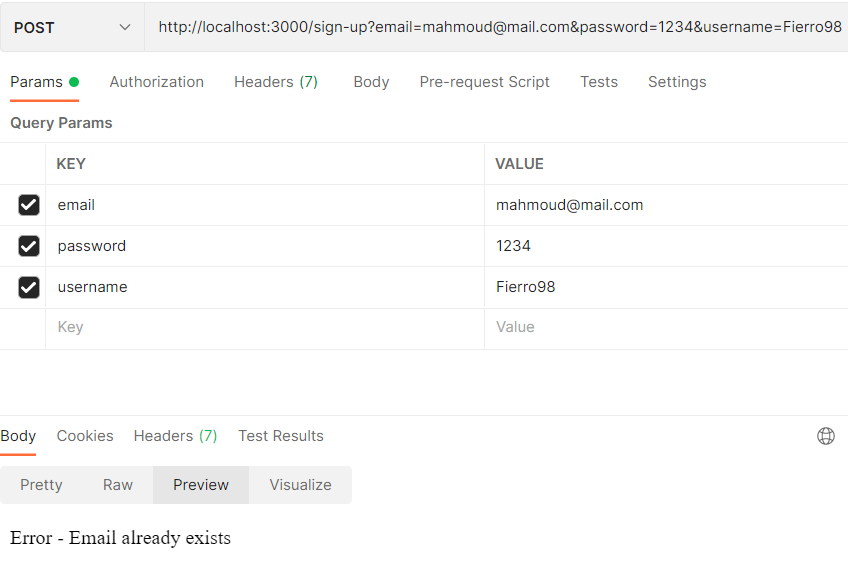 POST http://localhost:3000/sign-up?email=mahmoud@mail.com&password=1234&username=Fierro98
Params Authorization Headers (7) Body Pre-request Script Tests Settings
Query Params
KEY VALUE
email mahmoud@mail.com
password 1234
username Fierro98
Key Value
Body Cookies Headers (7) Test Results
Pretty Raw Preview Visualize
Error - Email already exists